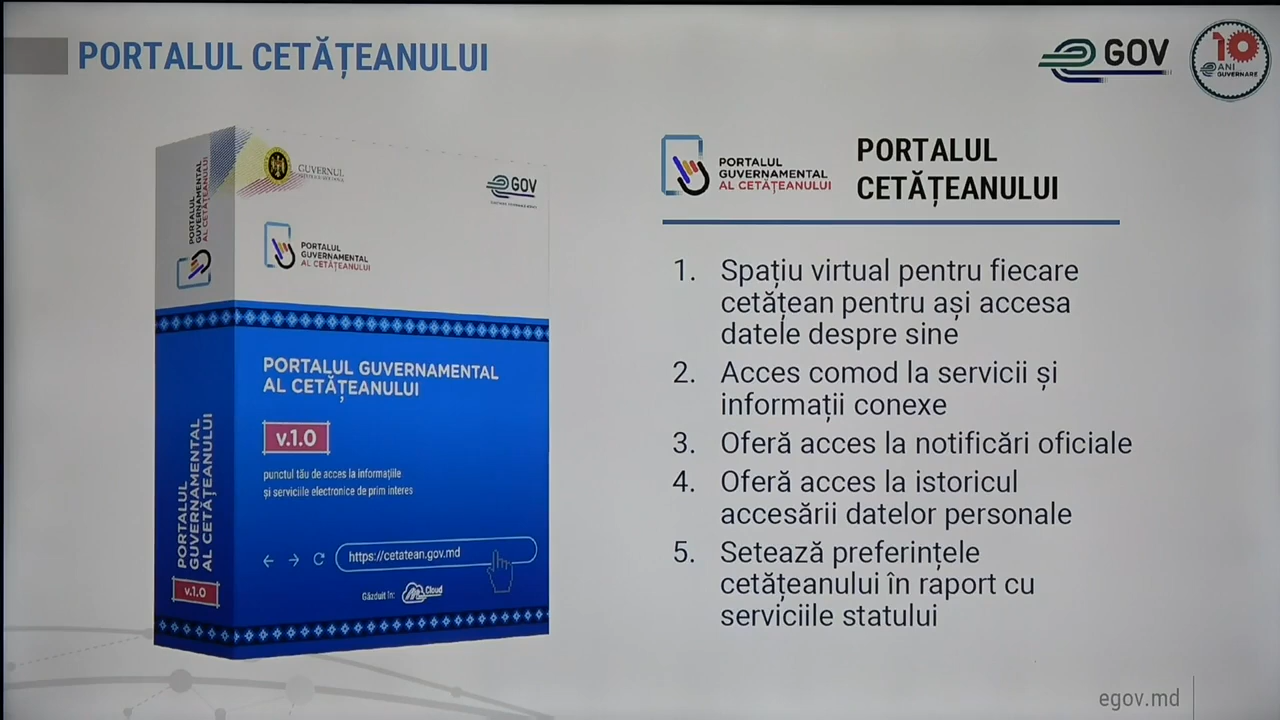 PORTALUL CETĂȚEANULUI
GOV
10
ANI
GUVERNARE
PORTALUL
GUVERNAMENTAL
AL CETĂȚEANULUI
GUVERNUL
GOV
PORTALUL
GUVERNAMENTAL
AL CETĂȚEANULUI
PORTALUL GUVERNAMENTAL
AL CETĂȚEANULUI
v.1.0
punctul tău de acces la informațiile
și serviciile electronice de prim interes
https://cetatean.gov.md
Găzduit în:
Cloud
PORTALUL
GUVERNAMENTAL
AL CETĂȚEANULUI
v.1.0
PORTALUL
GUVERNAMENTAL
AL CETĂȚEANULUI
PORTALUL
CETĂȚEANULUI
1. Spațiu virtual pentru fiecare
cetățean pentru ași accesa
datele despre sine
2. Acces comod la servicii și
informații conexe
3. Oferă acces la notificări oficiale
4. Oferă acces la istoricul
accesării datelor personale
5. Setează preferințele
cetățeanului în raport cu
serviciile statului
egov.md